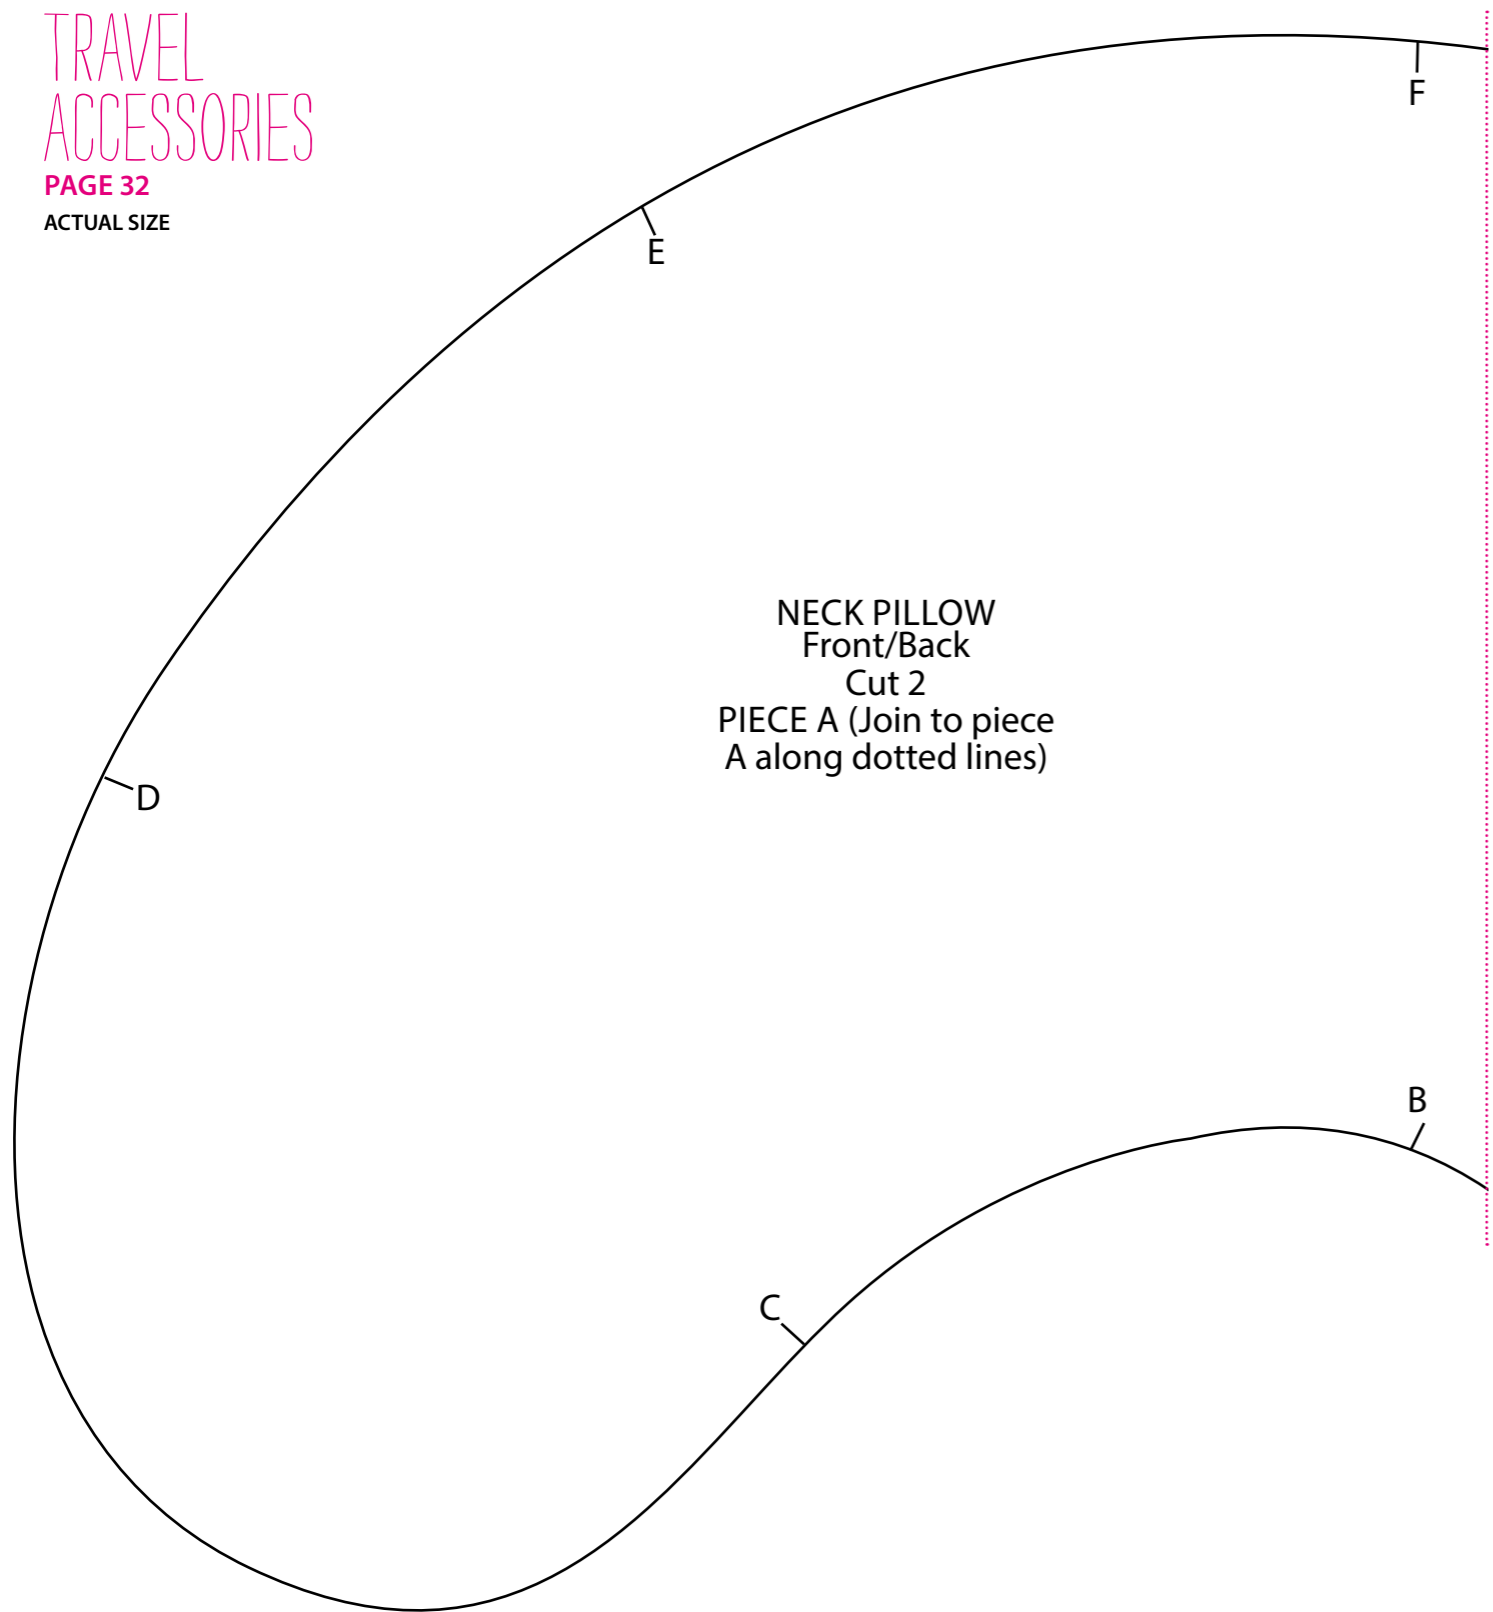 TRAVEL
ACCESSORIES
PAGE 32
ACTUAL SIZE
F
E
NECK PILLOW
Front/Back
Cut 2
PIECE A (Join to piece
A along dotted lines)
D
B
C